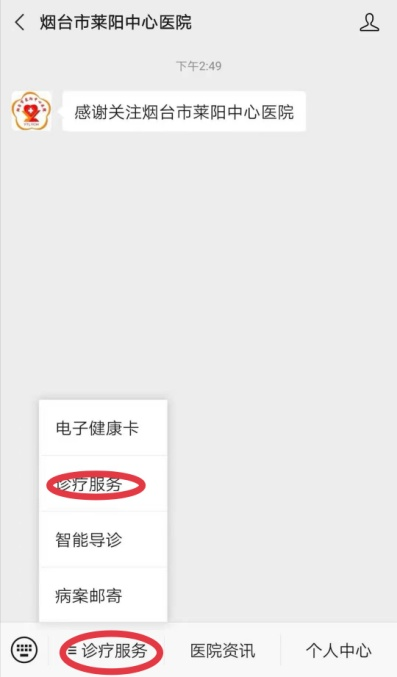 烟台市莱阳中心医院
下午2:49
感谢关注烟台市莱阳中心医院
电子健康卡
诊疗服务
智能导诊
病案邮寄
诊疗服务
医院资讯
个人中心